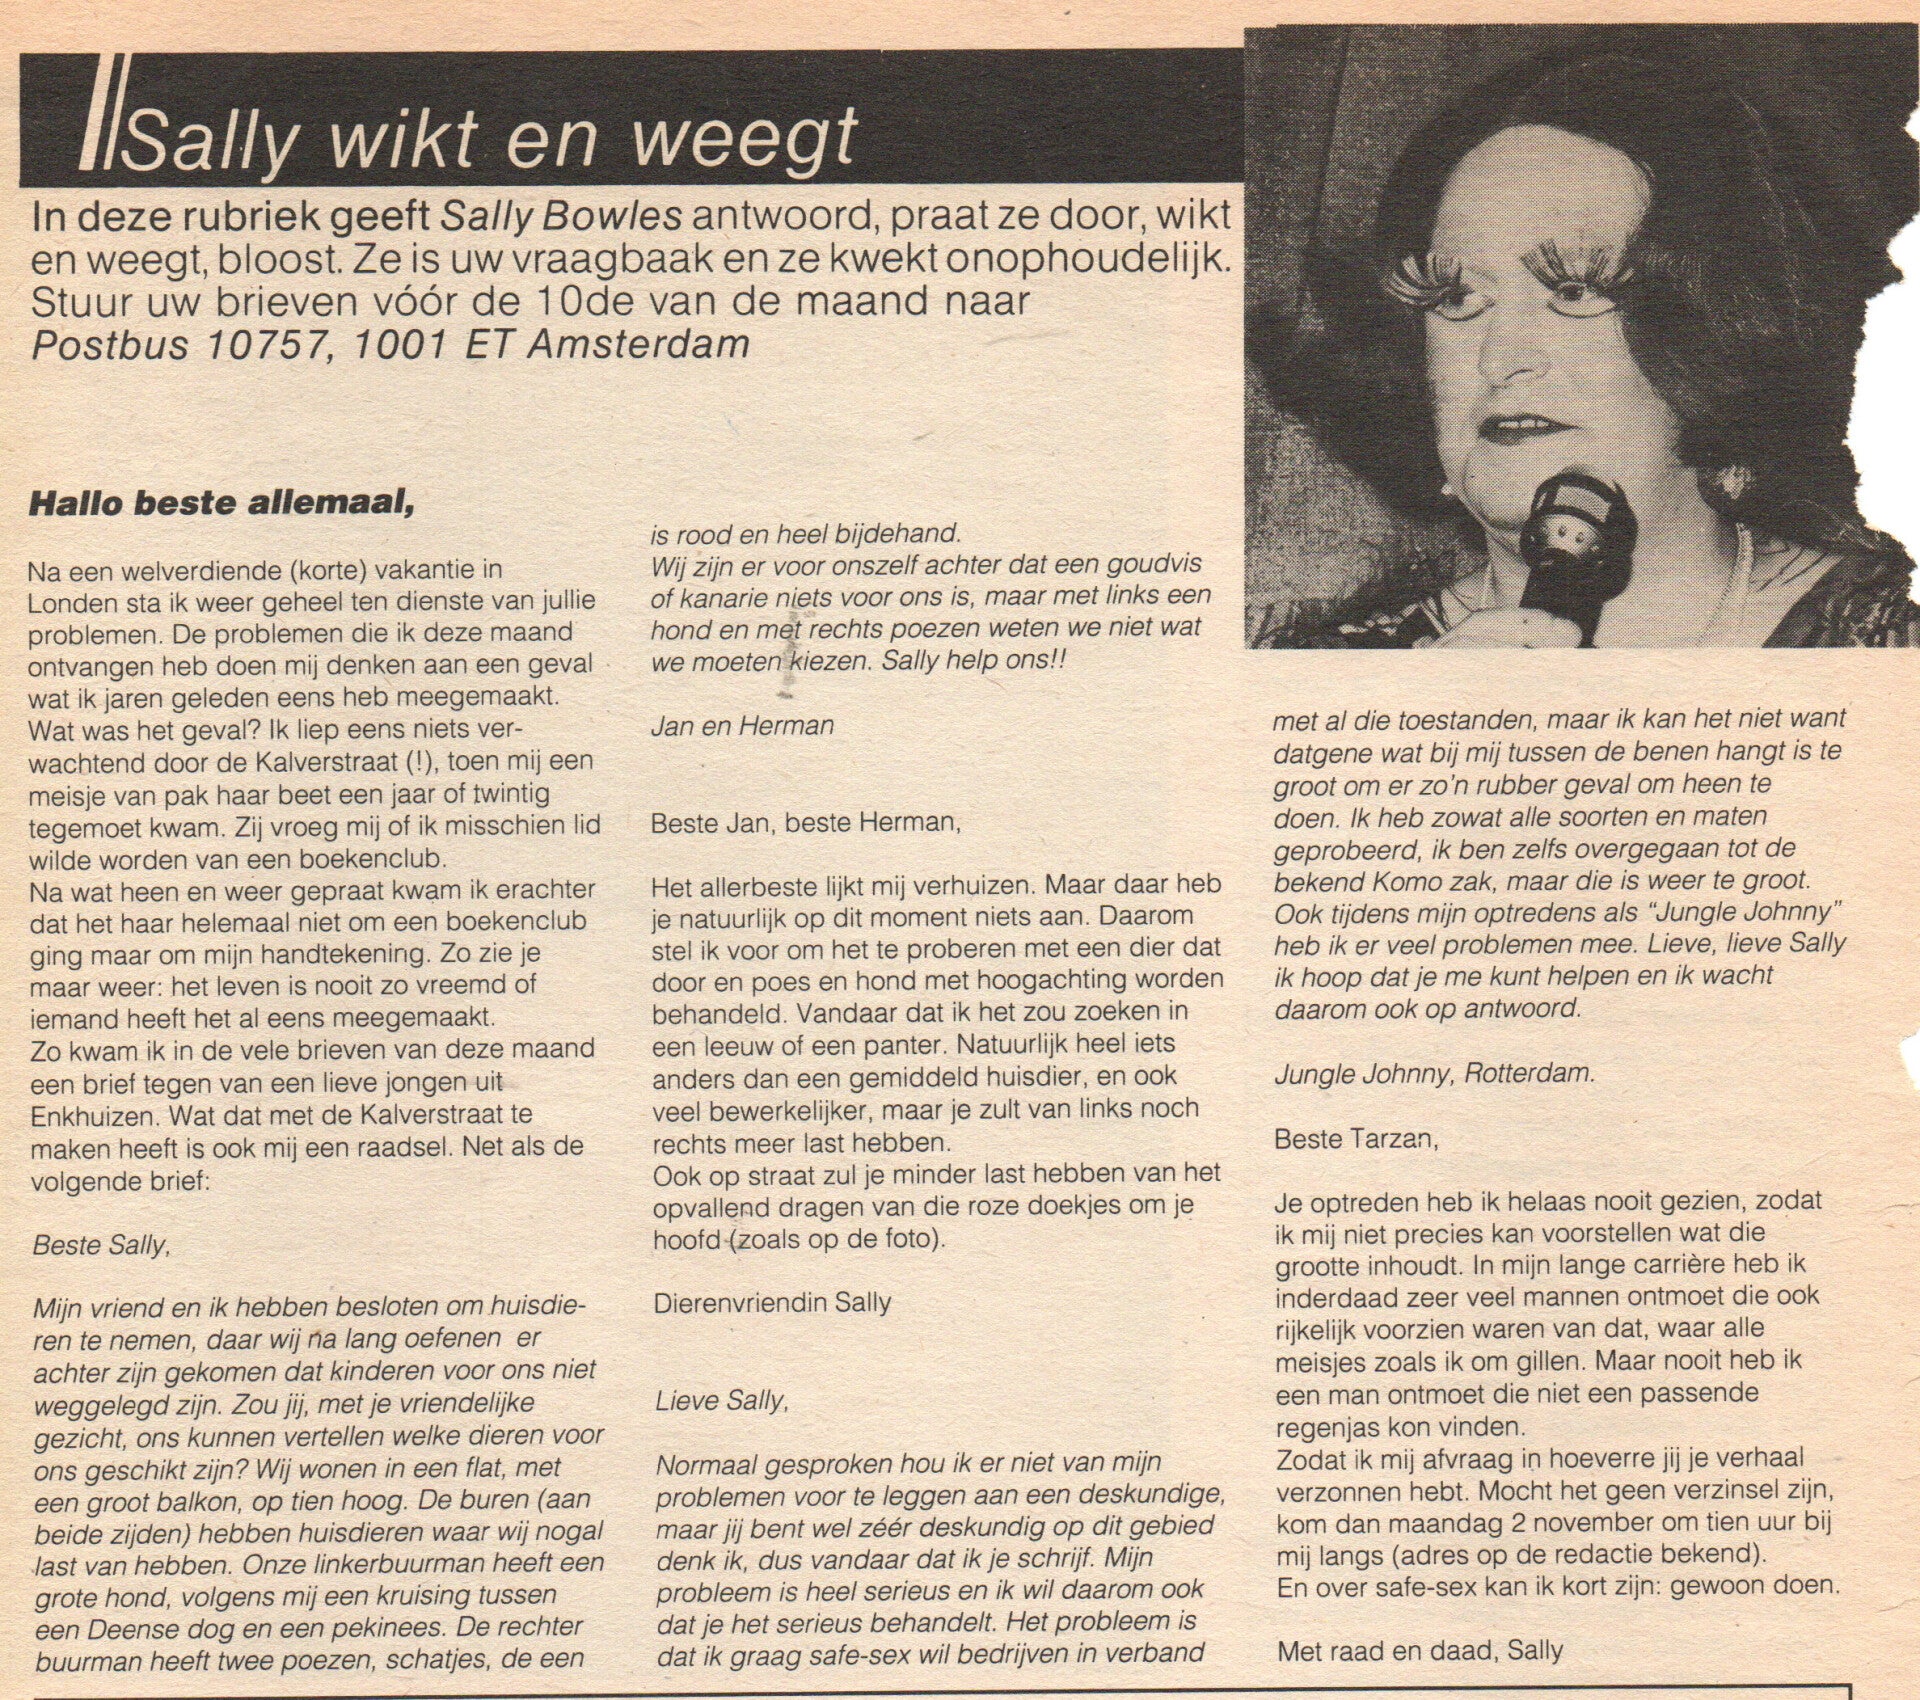 Sally wikt en weegt
In deze rubriek geeft Sally Bowles antwoord, praat ze door, wikt
en weegt, bloost. Ze is uw vraagbaak en ze kwekt onophoudelijk.
Stuur uw brieven vóór de 10de van de maand naar
Postbus 10757, 1001 ET Amsterdam
Hallo beste allemaal,
Na een welverdiende (korte) vakantie in
Londen sta ik weer geheel ten dienste van jullie
problemen. De problemen die ik deze maand
ontvangen heb doen mij denken aan een geval
wat ik jaren geleden eens heb meegemaakt.
Wat was het geval? Ik liep eens niets ver-
wachtend door de Kalverstraat (!), toen mij een
meisje van pak haar beet een jaar of twintig
tegemoet kwam. Zij vroeg mij of ik misschien lid
wilde worden van een boekenclub.
Na wat heen en weer gepraat kwam ik erachter
dat het haar helemaal niet om een boekenclub
ging maar om mijn handtekening. Zo zie je
maar weer: het leven is nooit zo vreemd of
iemand heeft het al eens meegemaakt.
Zo kwam ik in de vele brieven van deze maand
een brief tegen van een lieve jongen uit
Enkhuizen. Wat dat met de Kalverstraat te
maken heeft is ook mij een raadsel. Net als de
volgende brief:
Beste Sally,
Mijn vriend en ik hebben besloten om huisdie-
ren te nemen, daar wij na lang oefenen er
achter zijn gekomen dat kinderen voor ons niet
weggelegd zijn. Zou jij, met je vriendelijke
gezicht, ons kunnen vertellen welke dieren voor
ons geschikt zijn? Wij wonen in een flat, met
een groot balkon, op tien hoog. De buren (aan
beide zijden) hebben huisdieren waar wij nogal
last van hebben. Onze linkerbuurman heeft een
grote hond, volgens mij een kruising tussen
een Deense dog en een pekinees. De rechter
buurman heeft twee poezen, schatjes, de een
is rood en heel bijdehand.
Wij zijn er voor onszelf achter dat een goudvis
of kanarie niets voor ons is, maar met links een
hond en met rechts poezen weten we niet wat
we moeten kiezen. Sally help ons!!
Jan en Herman
Beste Jan, beste Herman,
Het allerbeste lijkt mij verhuizen. Maar daar heb
je natuurlijk op dit moment niets aan. Daarom
stel ik voor om het te proberen met een dier dat
door en poes en hond met hoogachting worden
behandeld. Vandaar dat ik het zou zoeken in
een leeuw of een panter. Natuurlijk heel iets
anders dan een gemiddeld huisdier, en ook
veel bewerkelijker, maar je zult van links noch
rechts meer last hebben.
Ook op straat zul je minder last hebben van het
opvallend dragen van die roze doekjes om je
hoofd (zoals op de foto).
Dierenvriendin Sally
Lieve Sally,
Normaal gesproken hou ik er niet van mijn
problemen voor te leggen aan een deskundige,
maar jij bent wel zéér deskundig op dit gebied
denk ik, dus vandaar dat ik je schrijf. Mijn
probleem is heel serieus en ik wil daarom ook
dat je het serieus behandelt. Het probleem is
dat ik graag safe-sex wil bedrijven in verband
met al die toestanden, maar ik kan het niet want
datgene wat bij mij tussen de benen hangt is te
groot om er zo'n rubber geval om heen te
doen. Ik heb zowat alle soorten en maten
geprobeerd, ik ben zelfs overgegaan tot de
bekend Komo zak, maar die is weer te groot.
Ook tijdens mijn optredens als “Jungle Johnny”
heb ik er veel problemen mee. Lieve, lieve Sally
ik hoop dat je me kunt helpen en ik wacht
daarom ook op antwoord.
Jungle Johnny, Rotterdam.
Beste Tarzan,
Je optreden heb ik helaas nooit gezien, zodat
ik mij niet precies kan voorstellen wat die
grootte inhoudt. In mijn lange carrière heb ik
inderdaad zeer veel mannen ontmoet die ook
rijkelijk voorzien waren van dat, waar alle
meisjes zoals ik om gillen. Maar nooit heb ik
een man ontmoet die niet een passende
regenjas kon vinden.
Zodat ik mij afvraag in hoeverre jij je verhaal
verzonnen hebt. Mocht het geen verzinsel zijn,
kom dan maandag 2 november om tien uur bij
mij langs (adres op de redactie bekend).
En over safe-sex kan ik kort zijn: gewoon doen.
Met raad en daad, Sally